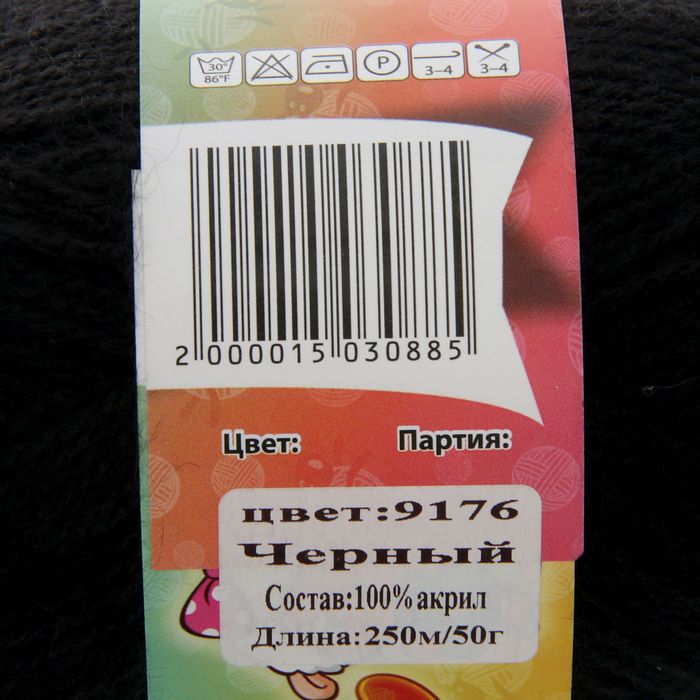 30° 86°F P 3-4 3-4
2 000015 030885
Цвет: Партия:
цвет:9176
Черный
Состав:100% акрил
Длина:250м/50г